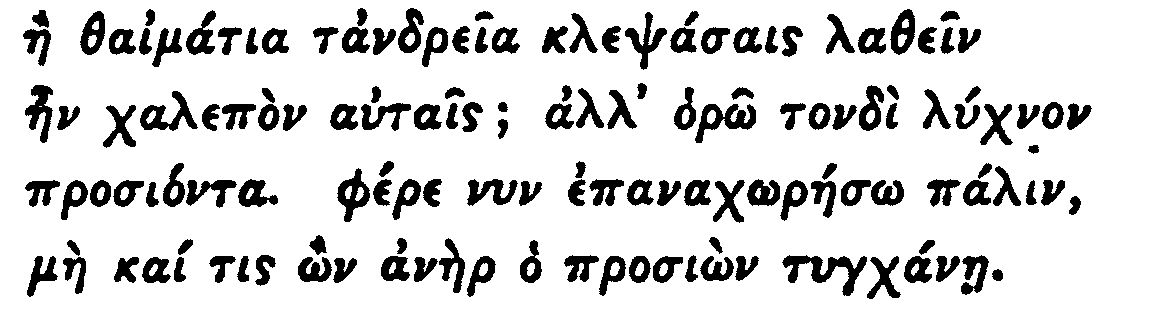 ἢ θαἰμάτια τἀνδρεῖα κλεψάσαις λαθεῖν
ἦν χαλεπὸν αὐταῖς; ἀλλ' ὁρῶ τονδὶ λύχνον
προσιόντα. φέρε νυν ἐπαναχωρήσω πάλιν,
μὴ καί τις ὢν ἀνὴρ ὁ προσιὼν τυγχάνῃ.